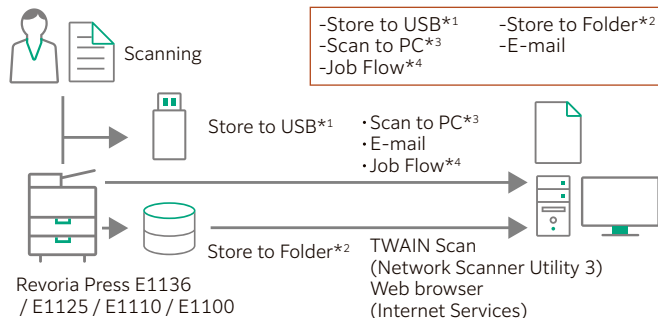 -Store to USB*1 -Store to Folder*2
-Scan to PC*3 -E-mail
-Job Flow*4
Scanning
Store to USB*1
・Scan to PC*3
・E-mail
・Job Flow*4
Store to Folder*2
TWAIN Scan
(Network Scanner Utility 3)
Web browser
(Internet Services)
Revoria Press E1136
/ E1125 / E1110 / E1100